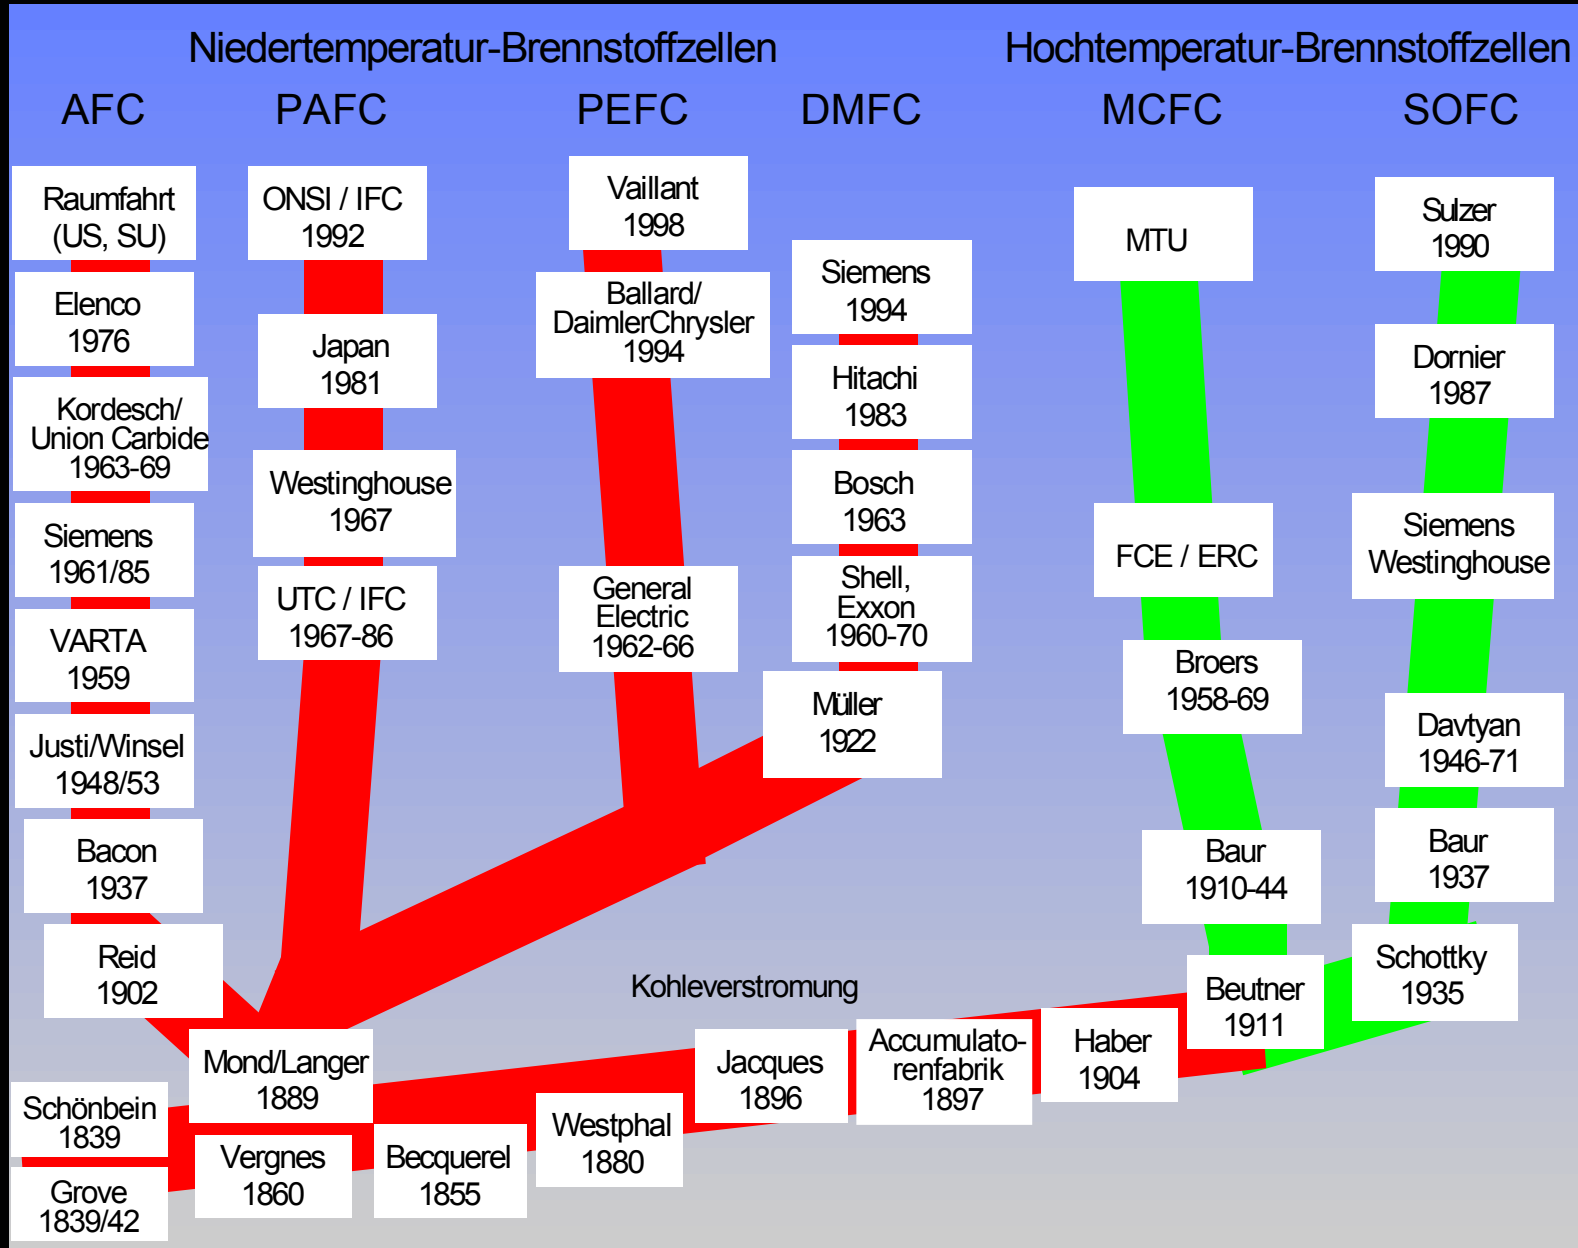 Niedertemperatur-Brennstoffzellen
Hochtemperatur-Brennstoffzellen
AFC
PAFC
PEFC
DMFC
MCFC
SOFC
Raumfahrt
(US, SU)
Elenco
1976
Kordesch/
Union Carbide
1963-69
Siemens
1961/85
VARTA
1959
Justi/Winsel
1948/53
Bacon
1937
Reid
1902
ONSI / IFC
1992
Japan
1981
Westinghouse
1967
UTC / IFC
1967-86
Vaillant
1998
Ballard/
DaimlerChrysler
1994
General
Electric
1962-66
Siemens
1994
Hitachi
1983
Bosch
1963
Shell,
Exxon
1960-70
Müller
1922
MTU
FCE / ERC
Broers
1958-69
Baur
1910-44
Beutner
1911
Sulzer
1990
Dornier
1987
Siemens
Westinghouse
Davtyan
1946-71
Baur
1937
Schottky
1935
Kohleverstromung
Mond/Langer
1889
Jacques
1896
Accumulato-
renfabrik
1897
Haber
1904
Schönbein
1839
Grove
1839/42
Vergnes
1860
Becquerel
1855
Westphal
1880